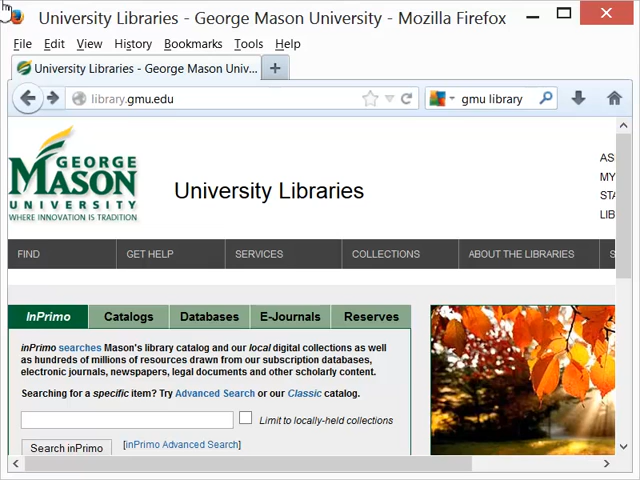 University Libraries - George Mason University - Mozilla Firefox
File Edit View History Bookmarks Tools Help
University Libraries - George Mason Univ... +
library.gmu.edu gmu library
GEORGE
MASON
UNIVERSITY
WHERE INNOVATION IS TRADITION
University Libraries
AS
MY
STA
LIB
FIND GET HELP SERVICES COLLECTIONS ABOUT THE LIBRARIES S
InPrimo Catalogs Databases E-Journals Reserves
inPrimo searches Mason's library catalog and our local digital collections as well
as hundreds of millions of resources drawn from our subscription databases,
electronic journals, newspapers, legal documents and other scholarly content.
Searching for a specific item? Try Advanced Search or our Classic catalog.
Limit to locally-held collections
Search inPrimo [inPrimo Advanced Search]